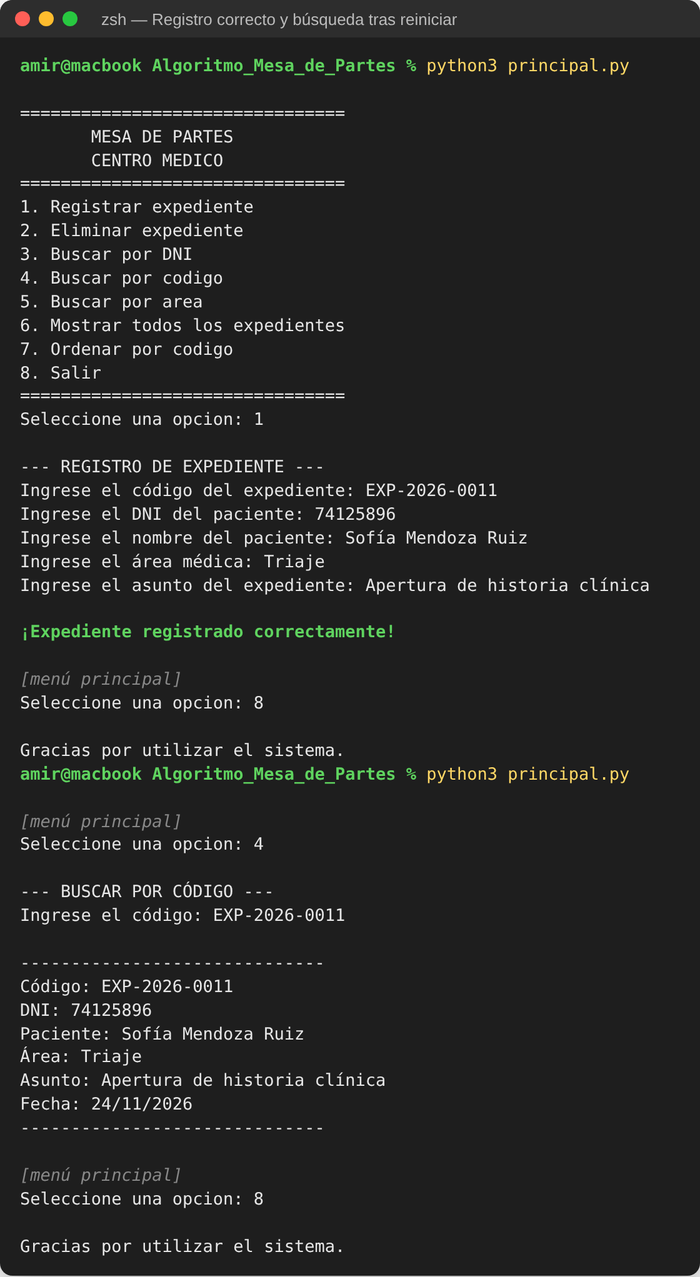 zsh — Registro correcto y búsqueda tras reiniciar
amir@macbook Algoritmo_Mesa_de_Partes % python3 principal.py
================================
MESA DE PARTES
CENTRO MEDICO
================================
1. Registrar expediente
2. Eliminar expediente
3. Buscar por DNI
4. Buscar por codigo
5. Buscar por area
6. Mostrar todos los expedientes
7. Ordenar por codigo
8. Salir
================================
Seleccione una opcion: 1
--- REGISTRO DE EXPEDIENTE ---
Ingrese el código del expediente: EXP-2026-0011
Ingrese el DNI del paciente: 74125896
Ingrese el nombre del paciente: Sofía Mendoza Ruiz
Ingrese el área médica: Triaje
Ingrese el asunto del expediente: Apertura de historia clínica
¡Expediente registrado correctamente!
[menú principal]
Seleccione una opcion: 8
Gracias por utilizar el sistema.
amir@macbook Algoritmo_Mesa_de_Partes % python3 principal.py
[menú principal]
Seleccione una opcion: 4
--- BUSCAR POR CÓDIGO ---
Ingrese el código: EXP-2026-0011
------------------------------
Código: EXP-2026-0011
DNI: 74125896
Paciente: Sofía Mendoza Ruiz
Área: Triaje
Asunto: Apertura de historia clínica
Fecha: 24/11/2026
------------------------------
[menú principal]
Seleccione una opcion: 8
Gracias por utilizar el sistema.